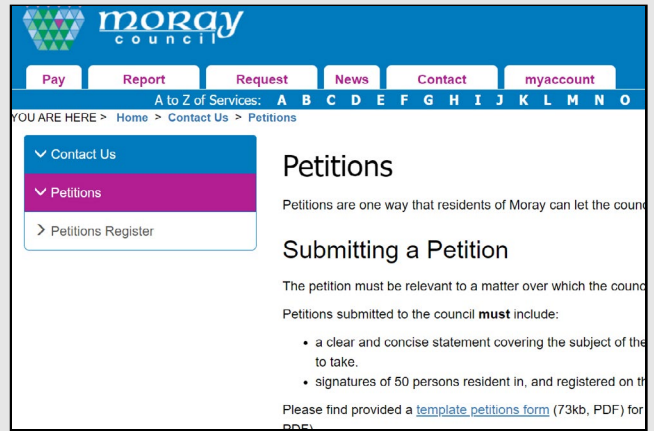 moray
council
Pay Report Request News Contact myaccount
A to Z of Services: A B C D E F G H I J K L M N O
YOU ARE HERE > Home > Contact Us > Petitions
Contact Us
Petitions
Petitions Register
Petitions
Petitions are one way that residents of Moray can let the
Submitting a Petition
The petition must be relevant to a matter over which the
Petitions submitted to the council must include:
• a clear and concise statement covering the subject of the
to take.
• signatures of 50 persons resident in, and registered on
Please find provided a template petitions form (73kb, PDF) for
PDF)